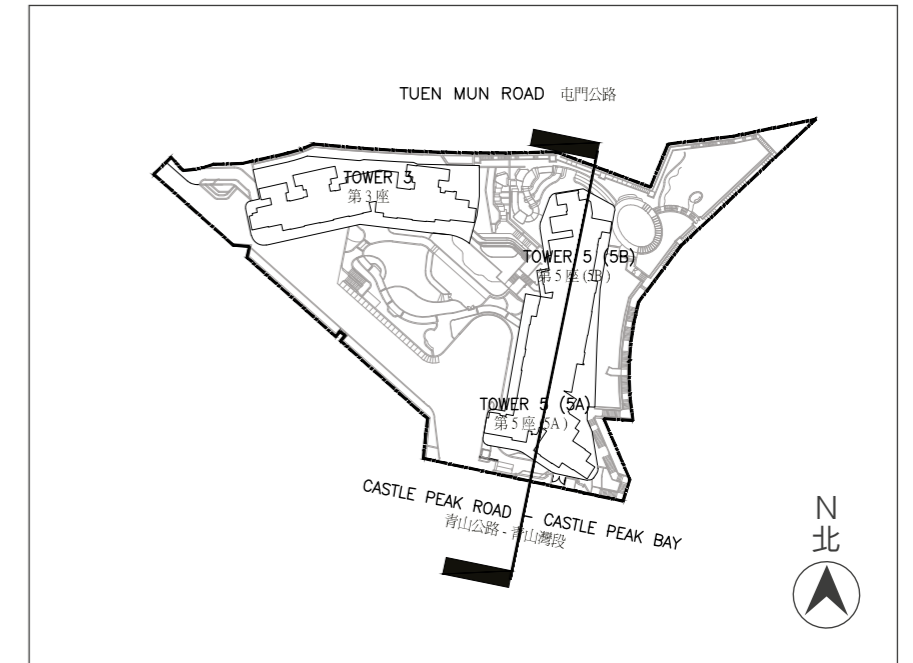 TUEN MUN ROAD 屯門公路
TOWER 3
第3座
TOWER 5 (5B)
第5座(5B)
TOWER 5 (5A)
第5座(5A)
CASTLE PEAK ROAD - CASTLE PEAK BAY
青山公路 - 青山灣段
N
北